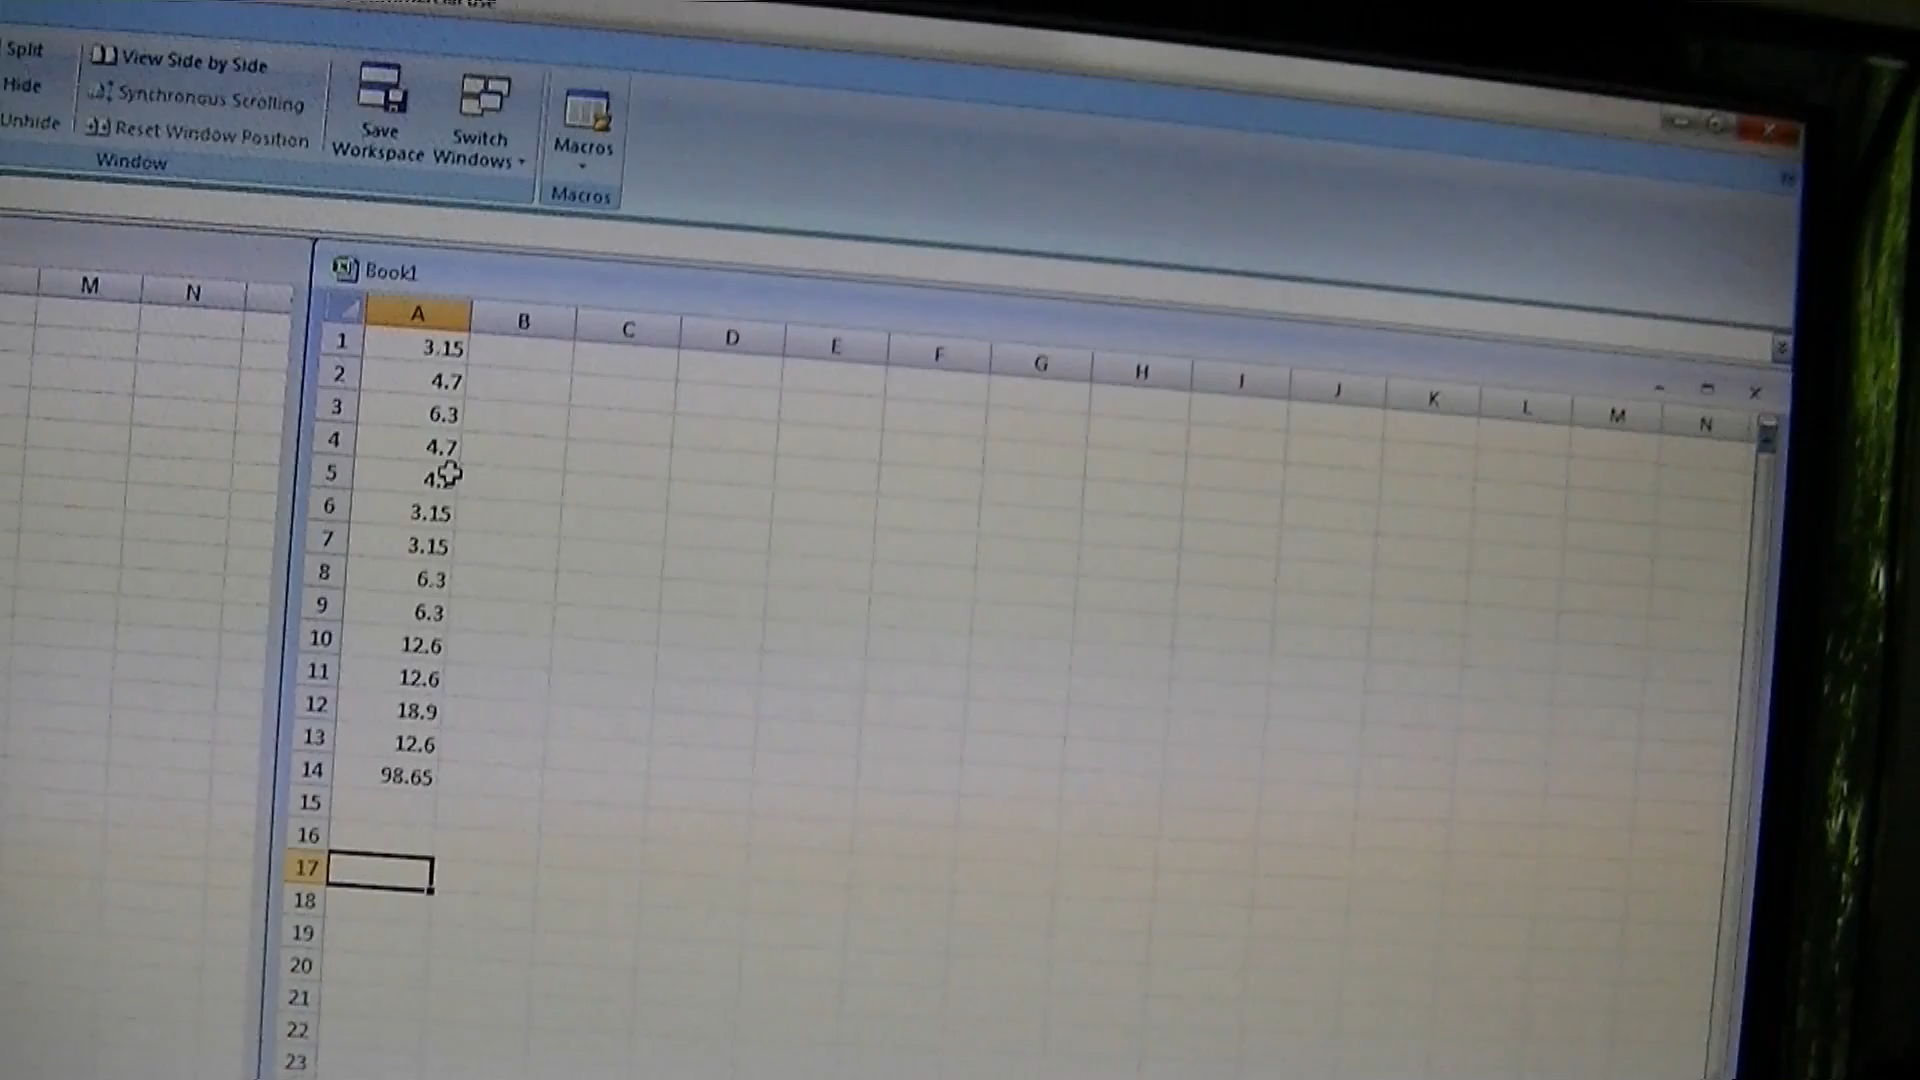 Split
View Side by Side
Hide
Synchronous Scrolling
Unhide
Reset Window Position
Save Workspace
Switch Windows
Macros
Window
Macros
Book1
M N
A B C D E F G H I J K L M N
1 3.15
2 4.7
3 6.3
4 4.7
5
6 3.15
7 3.15
8 6.3
9 6.3
10 12.6
11 12.6
12 18.9
13 12.6
14 98.65
15
16
17
18
19
20
21
22
23